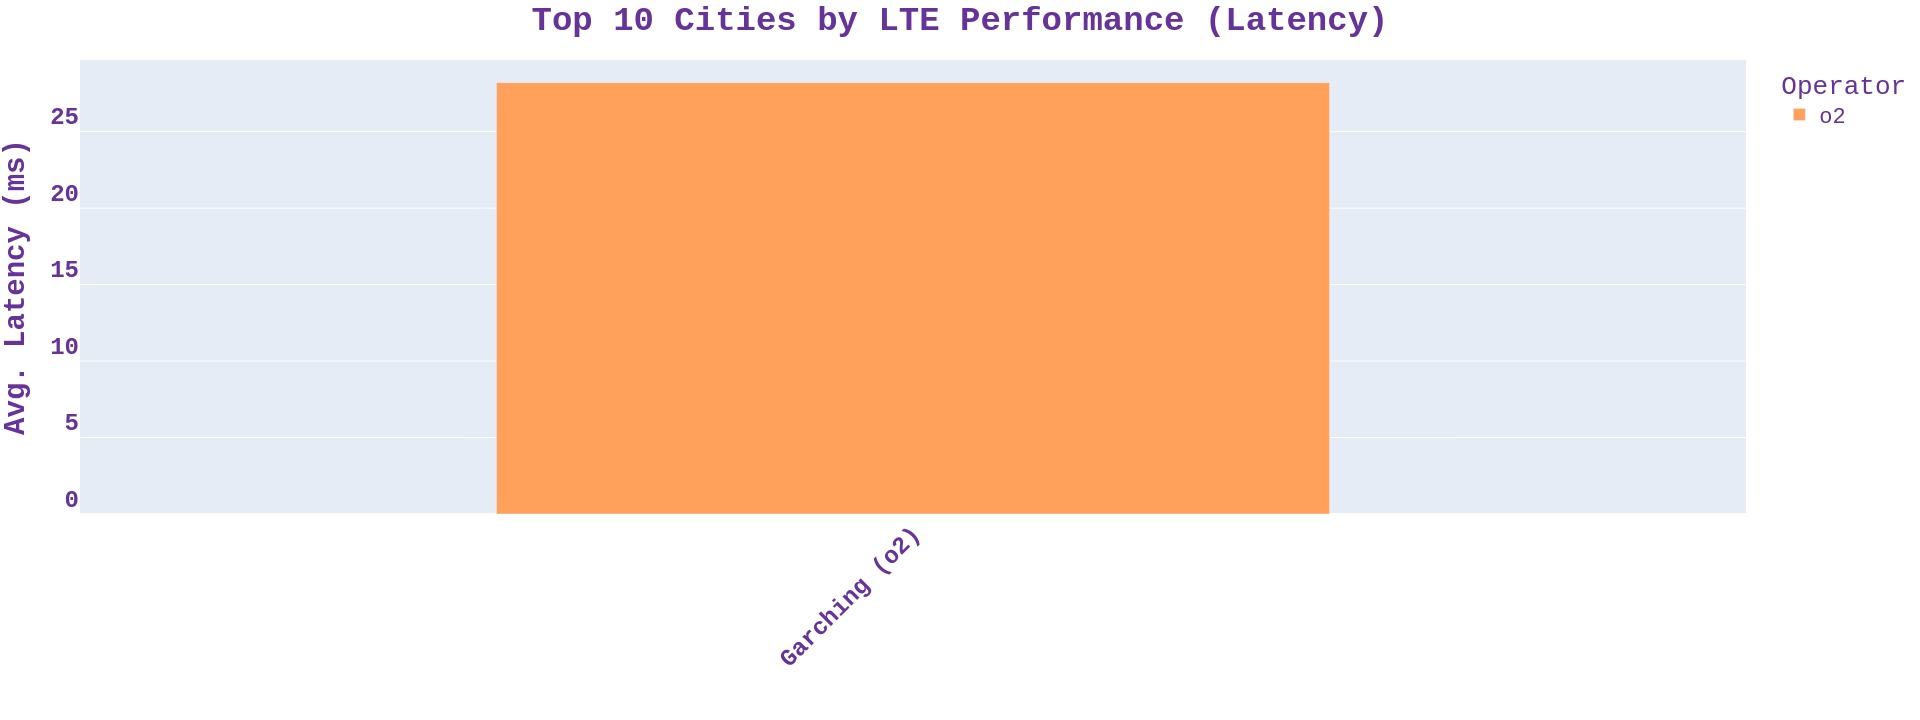 Top 10 Cities by LTE Performance (Latency)
Avg. Latency (ms)
25
20
15
10
5
0
Garching (o2)
Operator
o2